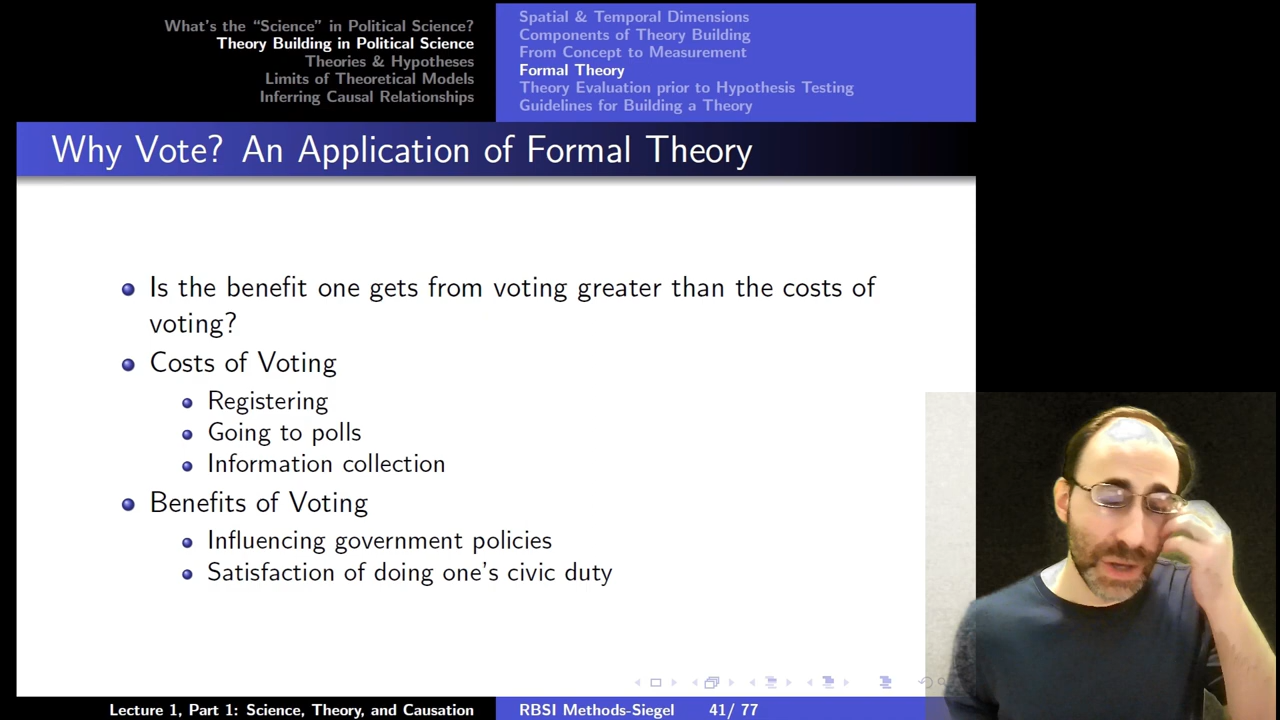 What's the “Science” in Political Science?
Theory Building in Political Science
Theories & Hypotheses
Limits of Theoretical Models
Inferring Causal Relationships
Spatial & Temporal Dimensions
Components of Theory Building
From Concept to Measurement
Formal Theory
Theory Evaluation prior to Hypothesis Testing
Guidelines for Building a Theory
Why Vote? An Application of Formal Theory
Is the benefit one gets from voting greater than the costs of
voting?
Costs of Voting
Registering
Going to polls
Information collection
Benefits of Voting
Influencing government policies
Satisfaction of doing one's civic duty
Lecture 1, Part 1: Science, Theory, and Causation
RBSI Methods-Siegel
41/ 77